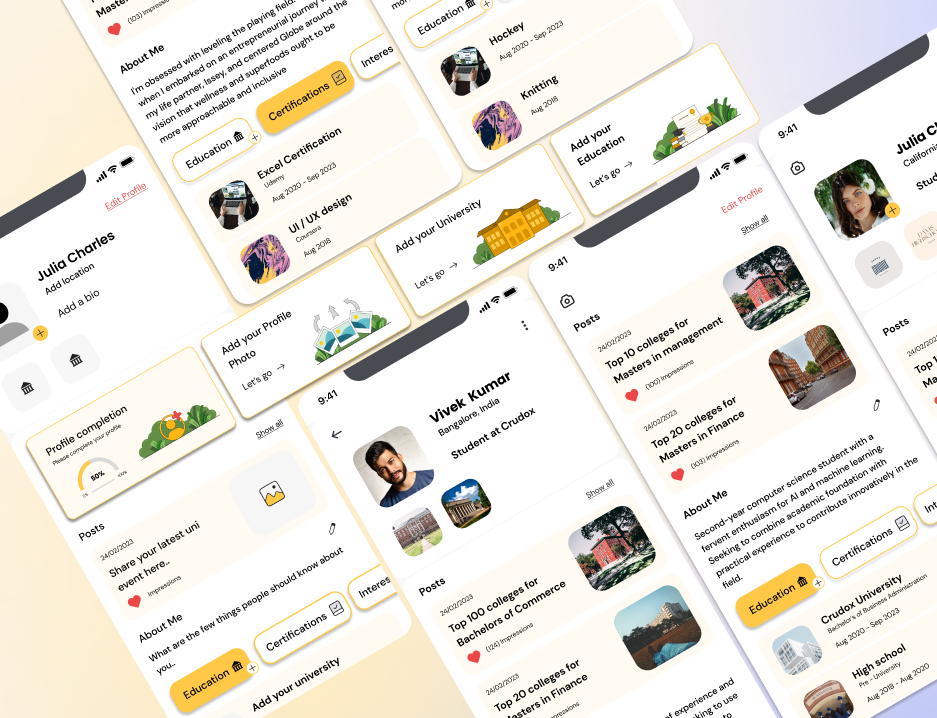 (103) Impressions
About Me
I'm obsessed with leveling the playing field.
when I embarked on an entrepreneurial journey
my life partner, Issey, and centered Globe around the
vision that wellness and superfoods ought to be
more approachable and inclusive
Education
Certifications
Excel Certification
Udemy
Aug 2020 - Sep 2023
UI / UX design
Coursera
Aug 2018
Education
Hockey
Aug 2020 - Sep 2023
Knitting
Aug 2018
Edit Profile
Julia Charles
Add location
Add a bio
Profile completion
Please complete your profile
50%
0%
100%
Add your Profile
Photo
Let's go →
Add your University
Let's go →
Add your
Education
Let's go →
Show all
Posts
24/02/2023
Share your latest uni
event here..
Impressions
About Me
What are the few things people should know about
you..
Education
Certifications
Add your university
9:41
Vivek Kumar
Bangalore, India
Student at Crudox
Show all
Posts
24/02/2023
Top 100 colleges for
Bachelors of Commerce
(124) Impressions
24/02/2023
Top 20 colleges for
Masters in Finance
Impressions
9:41
Edit Profile
Show all
Posts
24/02/2023
Top 10 colleges for
Masters in management
(100) Impressions
24/02/2023
Top 20 colleges for
Masters in Finance
(103) Impressions
About Me
Second-year computer science student with a
fervent enthusiasm for AI and machine learning.
Seeking to combine academic foundation with
practical experience to contribute innovatively in the
field.
Education
Certifications
Crudox University
Bachelor's of Business Administration
Aug 2020 - Sep 2023
High school
Pre - University
Aug 2018 - Aug 2020
9:41
Julia
Posts
24/02/2023